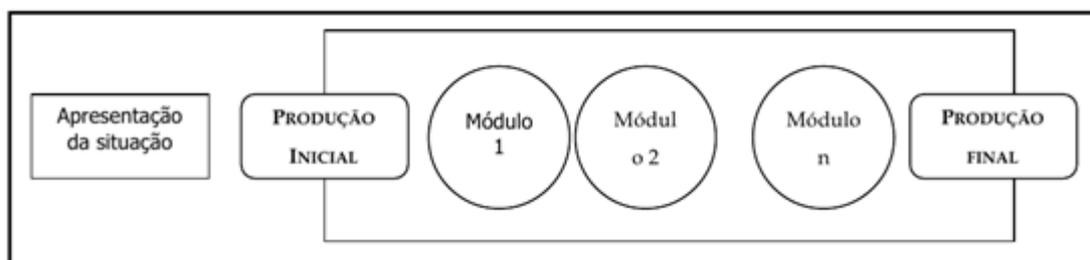 Apresentação
da situação
PRODUÇÃO
INICIAL
Módulo
1
Módul
o 2
Módulo
n
PRODUÇÃO
FINAL